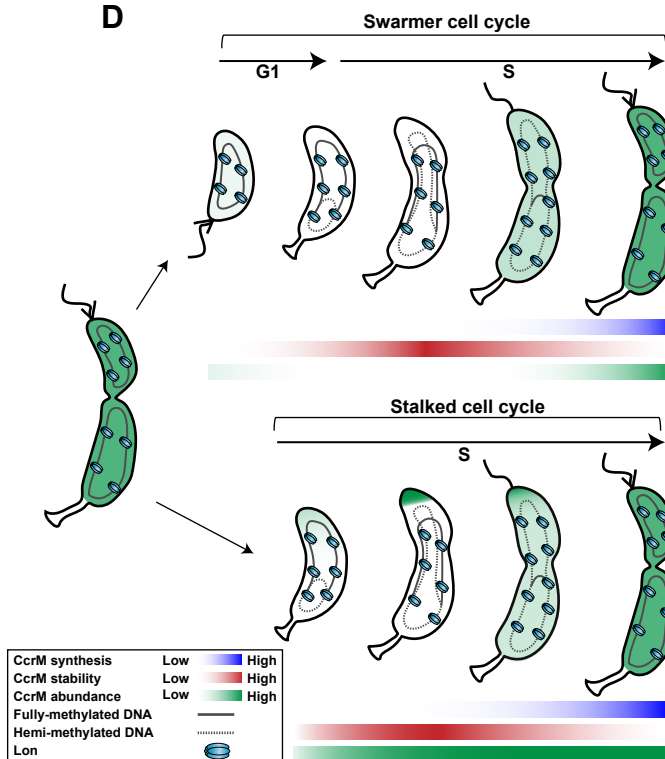 D
Swarmer cell cycle
G1
S
Stalked cell cycle
S
CcrM synthesis Low High
CcrM stability Low High
CcrM abundance Low High
Fully-methylated DNA
Hemi-methylated DNA
Lon